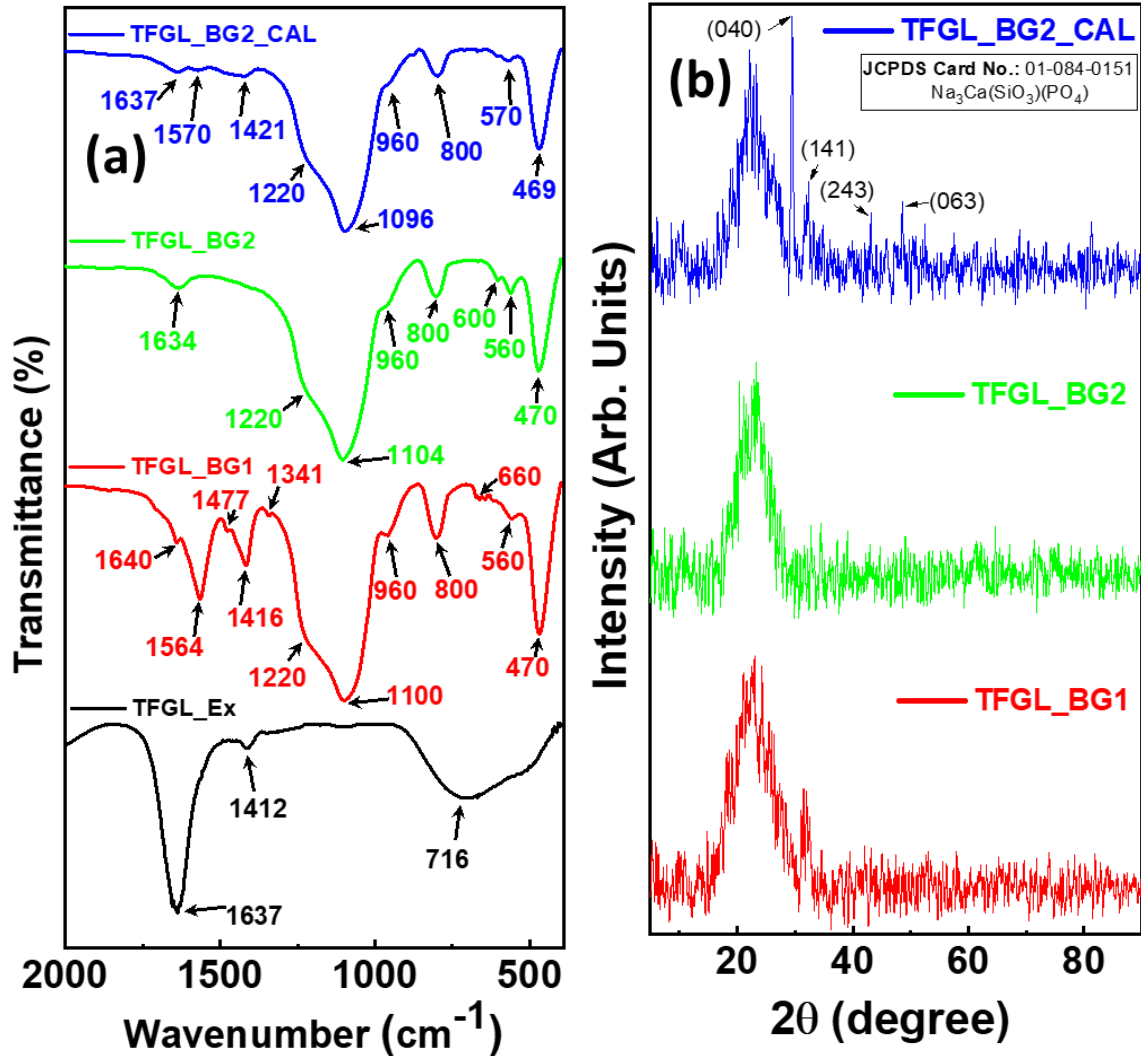 (a)
Transmittance (%)
TFGL_BG2_CAL
1637
1570
1421
1220
1096
960
800
570
469
TFGL_BG2
1634
1220
1104
960
800
600
560
470
TFGL_BG1
1640
1564
1477
1416
1341
1220
1100
960
800
660
560
470
TFGL_Ex
1637
1412
716
2000 1500 1000 500
Wavenumber (cm⁻¹)
(b)
Intensity (Arb. Units)
TFGL_BG2_CAL
JCPDS Card No.: 01-084-0151
Na₃Ca(SiO₃)(PO₄)
(040)
(141)
(243)
(063)
TFGL_BG2
TFGL_BG1
20 40 60 80
2θ (degree)